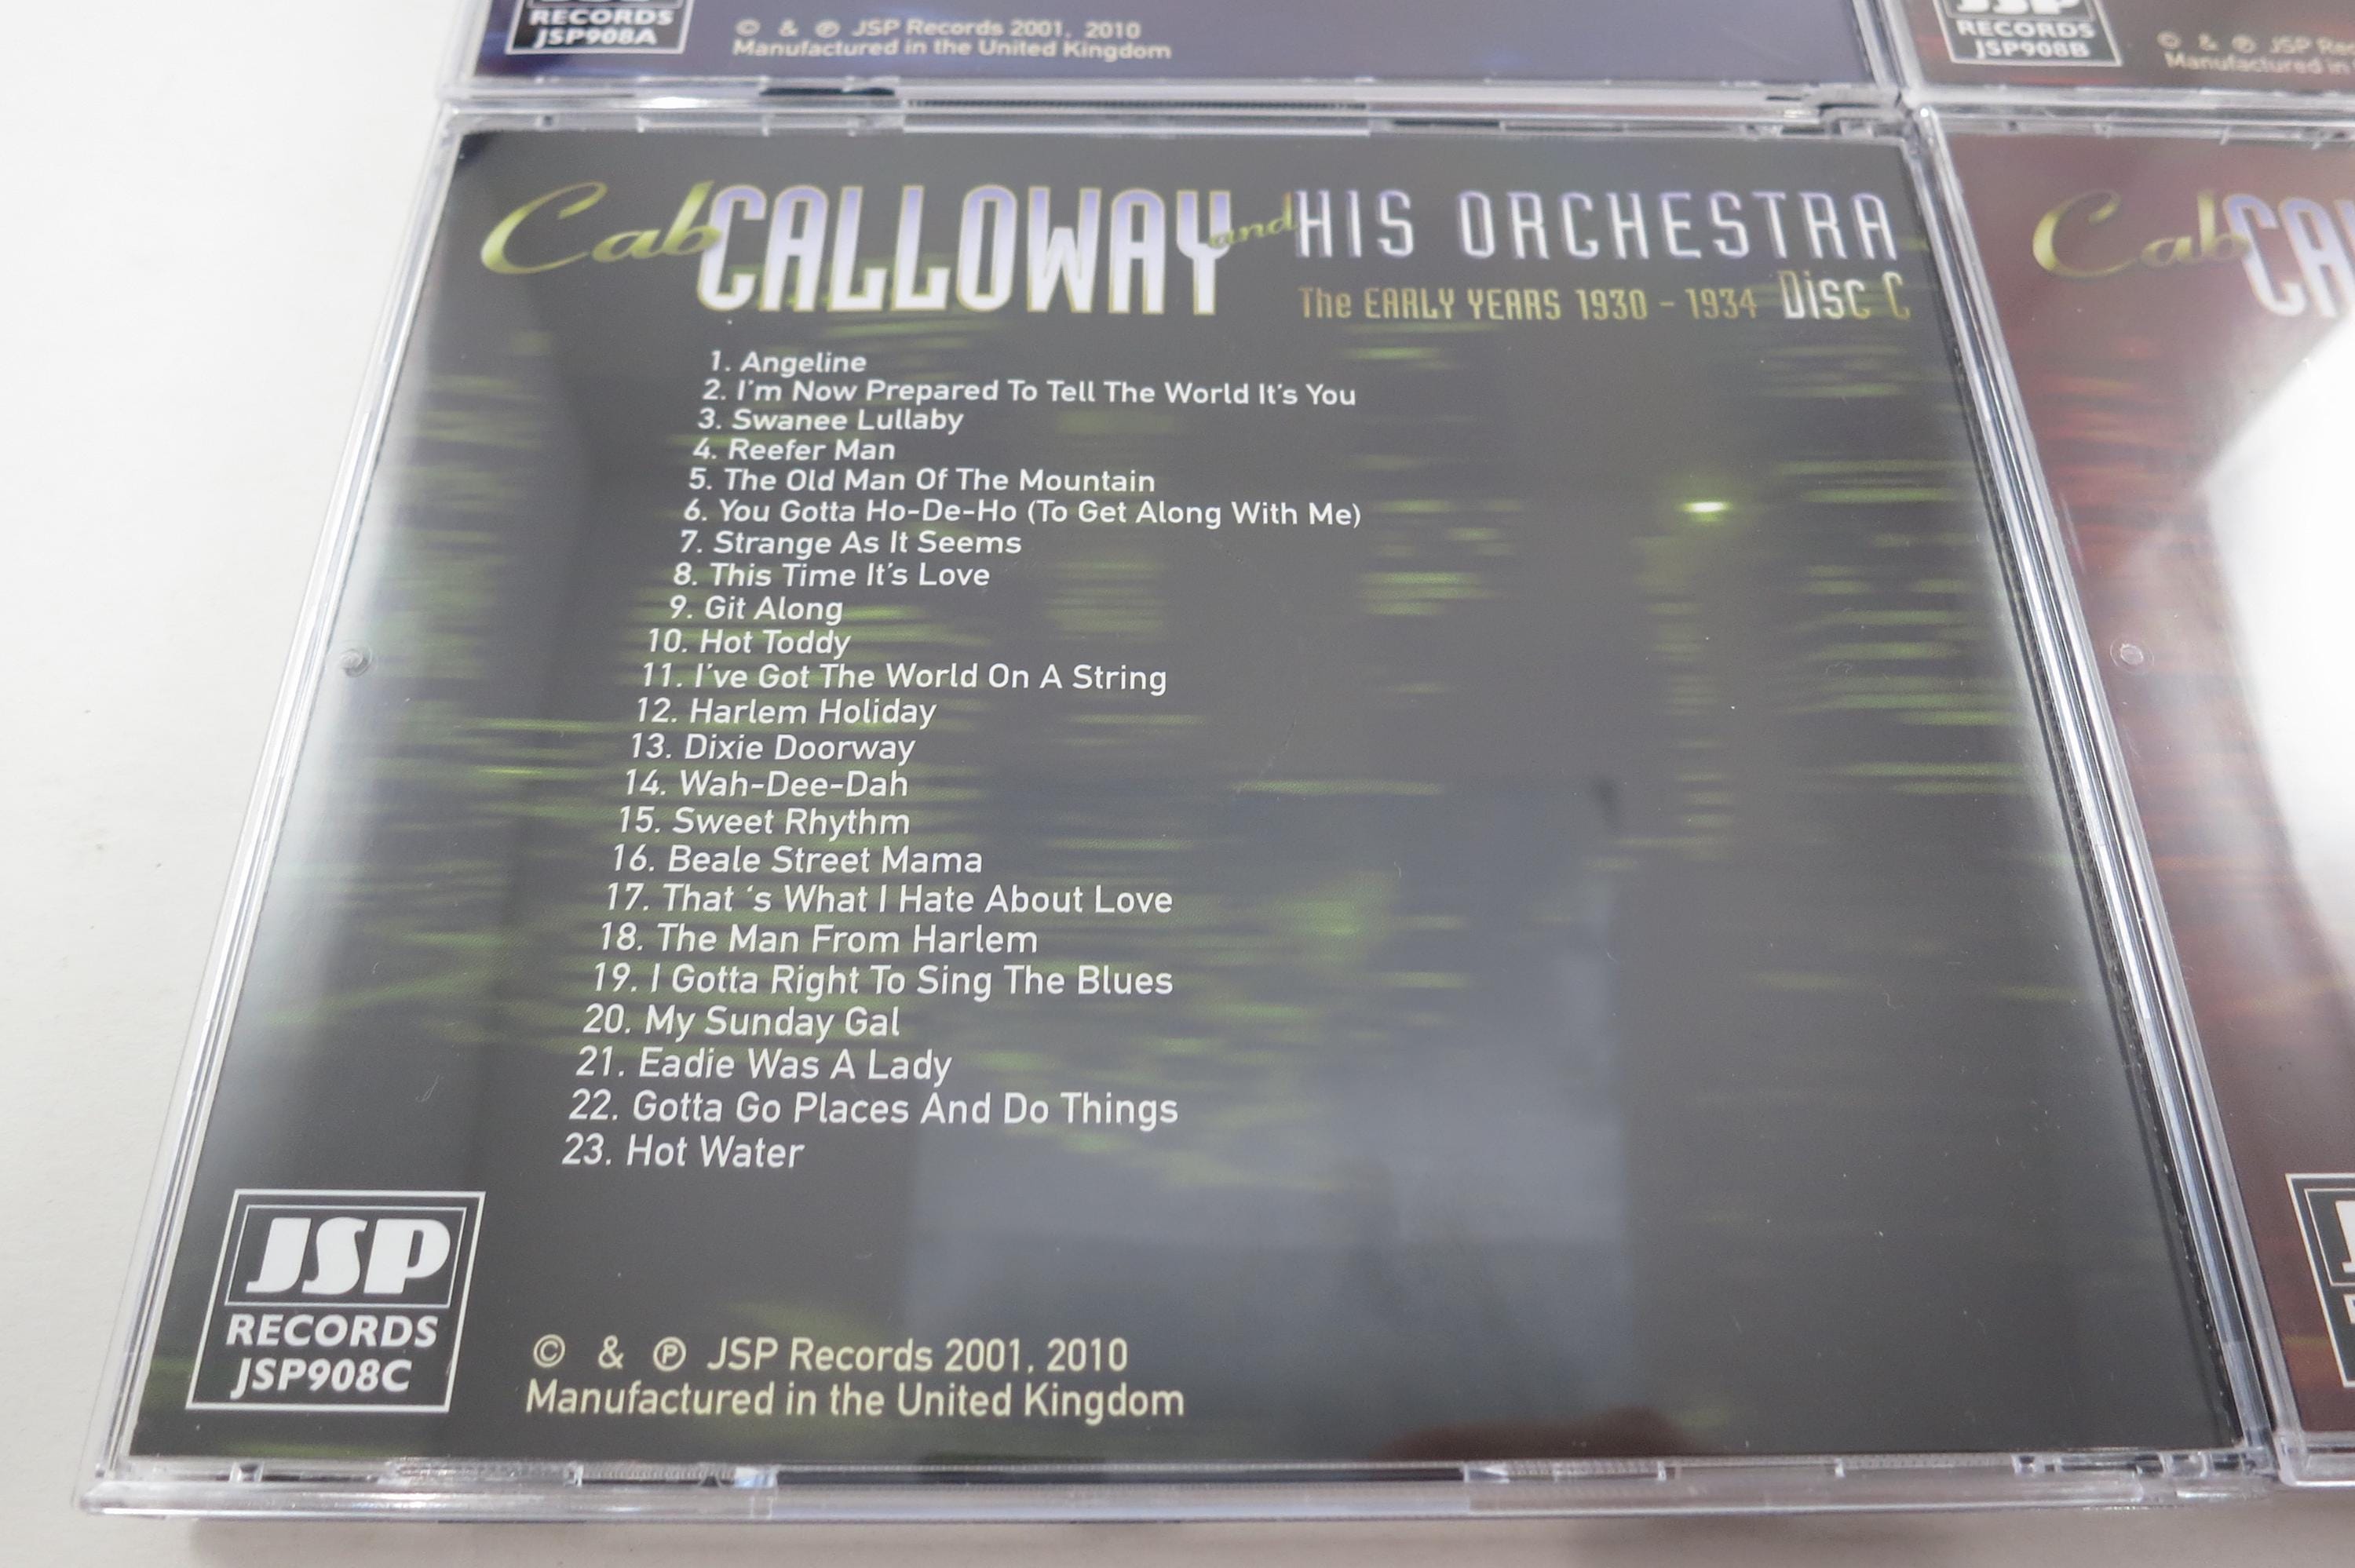 RECORDS
JSP908A
© & ℗ JSP Records 2001, 2010
Manufactured in the United Kingdom
JSP
RECORDS
JSP908B
© & ℗ JSP
Manufactured in
Cab CALLOWAY and HIS ORCHESTRA
The EARLY YEARS 1930 - 1934 Disc C
1. Angeline
2. I'm Now Prepared To Tell The World It's You
3. Swanee Lullaby
4. Reefer Man
5. The Old Man Of The Mountain
6. You Gotta Ho-De-Ho (To Get Along With Me)
7. Strange As It Seems
8. This Time It's Love
9. Git Along
10. Hot Toddy
11. I've Got The World On A String
12. Harlem Holiday
13. Dixie Doorway
14. Wah-Dee-Dah
15. Sweet Rhythm
16. Beale Street Mama
17. That 's What I Hate About Love
18. The Man From Harlem
19. I Gotta Right To Sing The Blues
20. My Sunday Gal
21. Eadie Was A Lady
22. Gotta Go Places And Do Things
23. Hot Water
JSP
RECORDS
JSP908C
© & ℗ JSP Records 2001, 2010
Manufactured in the United Kingdom
Cab